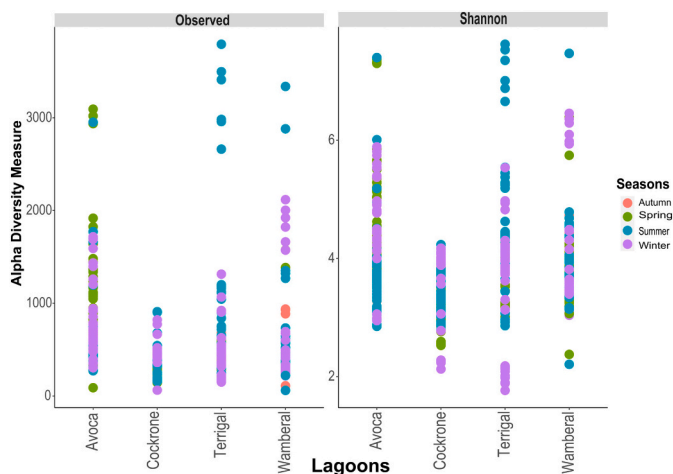 Observed
Shannon
Alpha Diversity Measure
3000
2000
1000
0
6
4
2
Avoca
Cockrone
Terrigal
Wamberal
Avoca
Cockrone
Terrigal
Wamberal
Lagoons
Seasons
Autumn
Spring
Summer
Winter